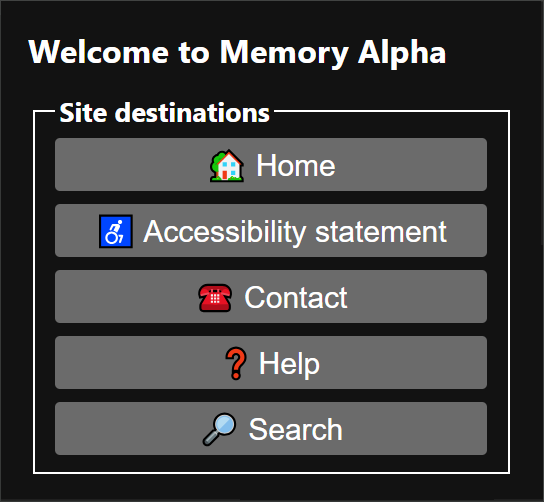 Welcome to Memory Alpha
Site destinations
🏡 Home
♿ Accessibility statement
☎️ Contact
❓ Help
🔎 Search